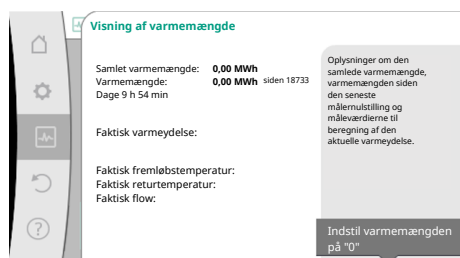 Visning af varmemængde
Samlet varmemængde: 0,00 MWh
Varmemængde: 0,00 MWh siden 18733
Dage 9 h 54 min
Faktisk varmeydelse:
Faktisk fremløbstemperatur:
Faktisk returtemperatur:
Faktisk flow:
Oplysninger om den
samlede varmemængde,
varmemængden siden
den seneste
målernulstilling og
måleværdierne til
beregning af den
aktuelle varmeydelse.
Indstil varmemængden
på "0"